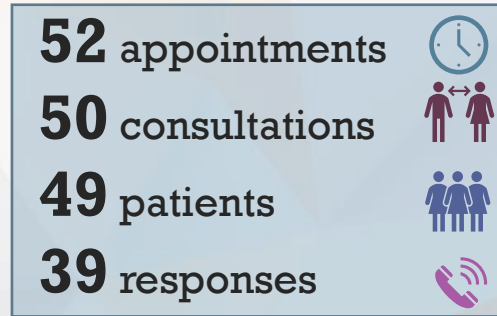 52 appointments
50 consultations
49 patients
39 responses